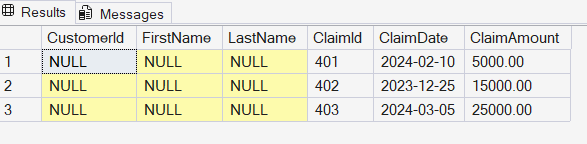 Results Messages
CustomerId FirstName LastName ClaimId ClaimDate ClaimAmount
1 NULL NULL NULL 401 2024-02-10 5000.00
2 NULL NULL NULL 402 2023-12-25 15000.00
3 NULL NULL NULL 403 2024-03-05 25000.00